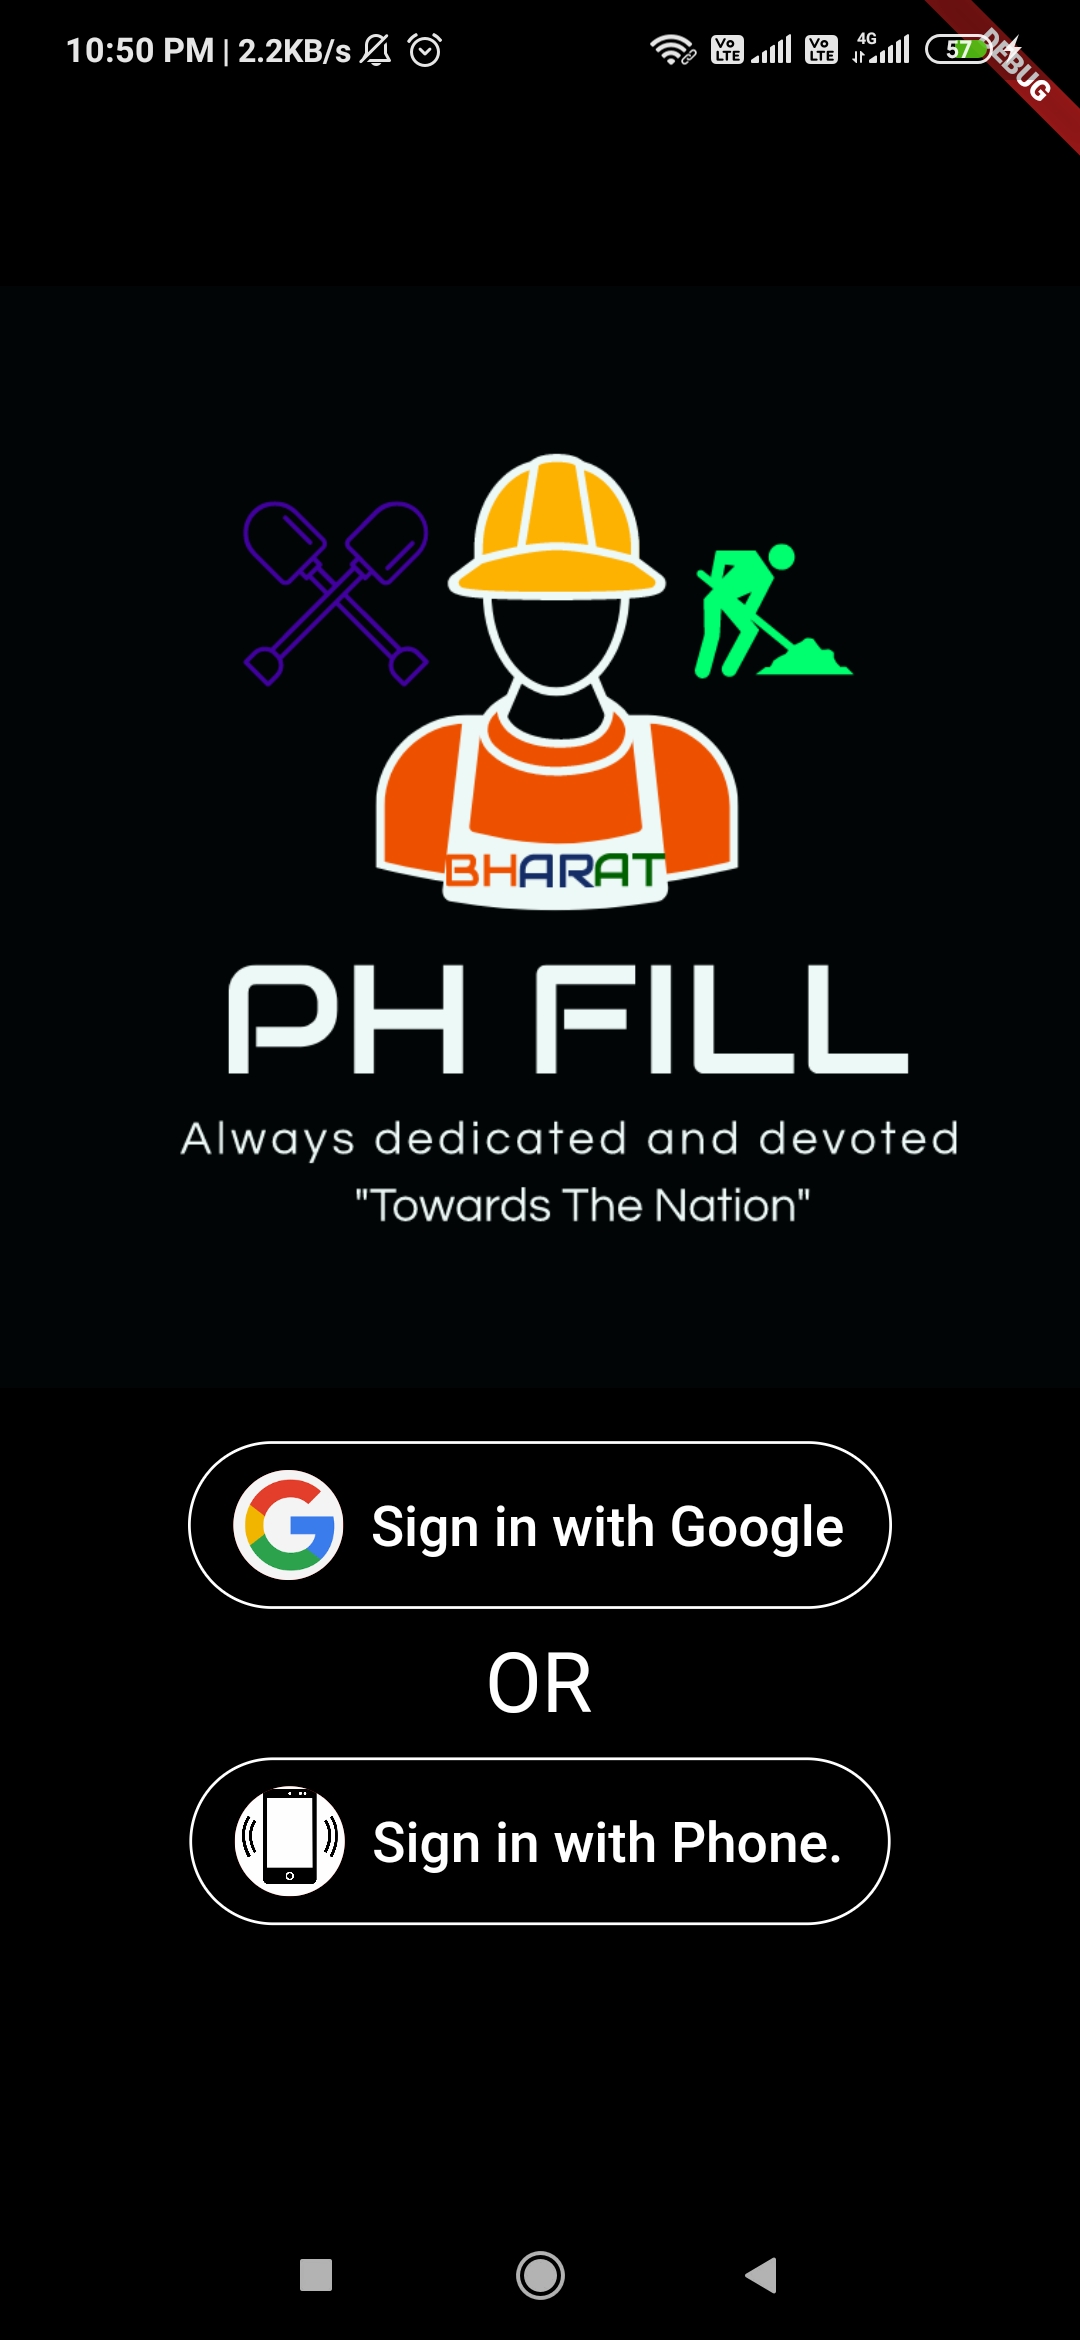 10:50 PM | 2.2KB/s
Vo LTE Vo LTE 4G 57
DEBUG
BHARAT
PH FILL
Always dedicated and devoted
"Towards The Nation"
Sign in with Google
OR
Sign in with Phone.